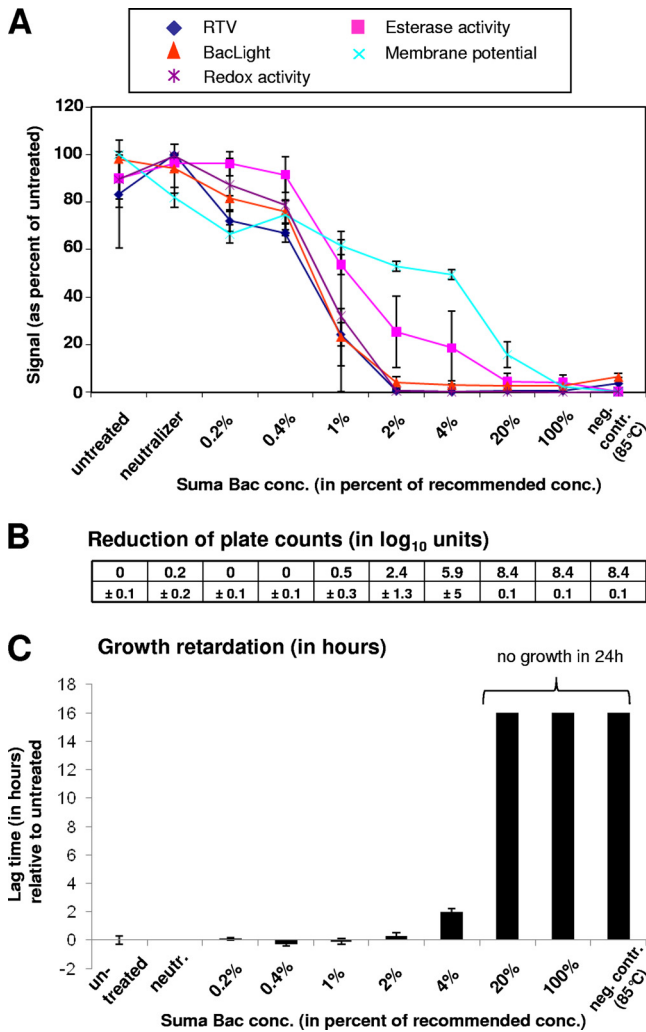 A
RTV
Esterase activity
BacLight
Membrane potential
Redox activity
Signal (as percent of untreated)
120
100
80
60
40
20
0
untreated
neutralizer
0.2%
0.4%
1%
2%
4%
20%
100%
neg. contr. (85°C)
Suma Bac conc. (in percent of recommended conc.)
B
Reduction of plate counts (in log10 units)
0 0.2 0 0 0.5 2.4 5.9 8.4 8.4 8.4
± 0.1 ± 0.2 ± 0.1 ± 0.1 ± 0.3 ± 1.3 ± 5 0.1 0.1 0.1
C
Growth retardation (in hours)
no growth in 24h
Lag time (in hours)
relative to untreated
18
16
14
12
10
8
6
4
2
0
-2
un-
treated
neutr.
0.2%
0.4%
1%
2%
4%
20%
100%
neg. contr.
(85°C)
Suma Bac conc. (in percent of recommended conc.)